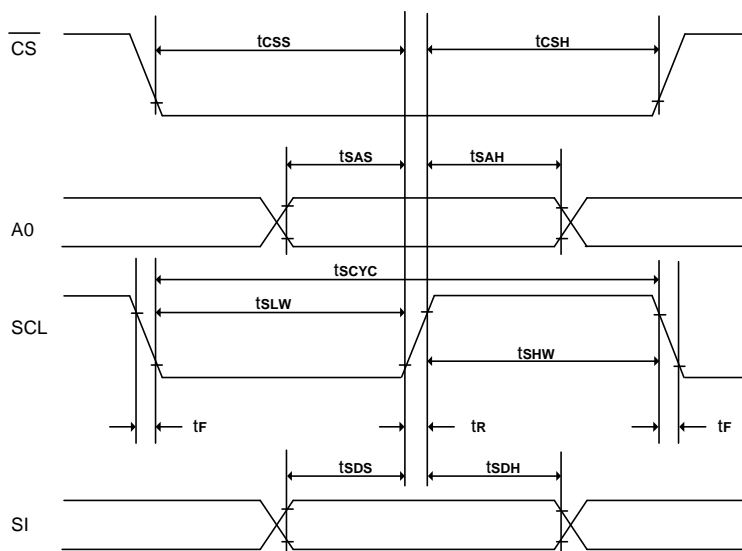 CS
tCSS
tCSH
tSAS
tSAH
A0
tSCYC
SCL
tSLW
tSHW
tF
tR
tF
tSDS
tSDH
SI